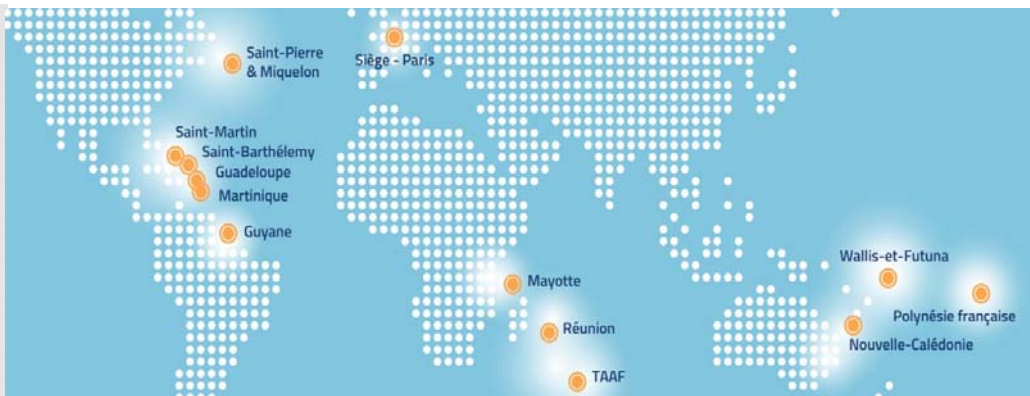 Saint-Pierre
& Miquelon
Siège - Paris
Saint-Martin
Saint-Barthélemy
Guadeloupe
Martinique
Guyane
Mayotte
Réunion
TAAF
Wallis-et-Futuna
Polynésie française
Nouvelle-Calédonie